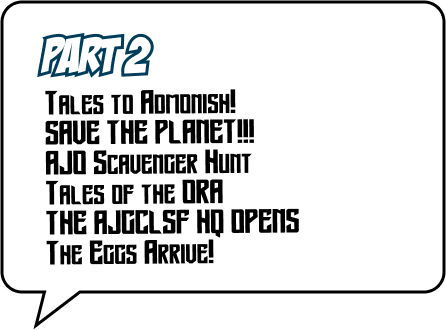 PART 2
Tales to Admonish!
SAVE THE PLANET!!!
AJO Scavenger Hunt
Tales of the ORA
THE AJGCLSF HQ OPENS
The Eggs Arrive!